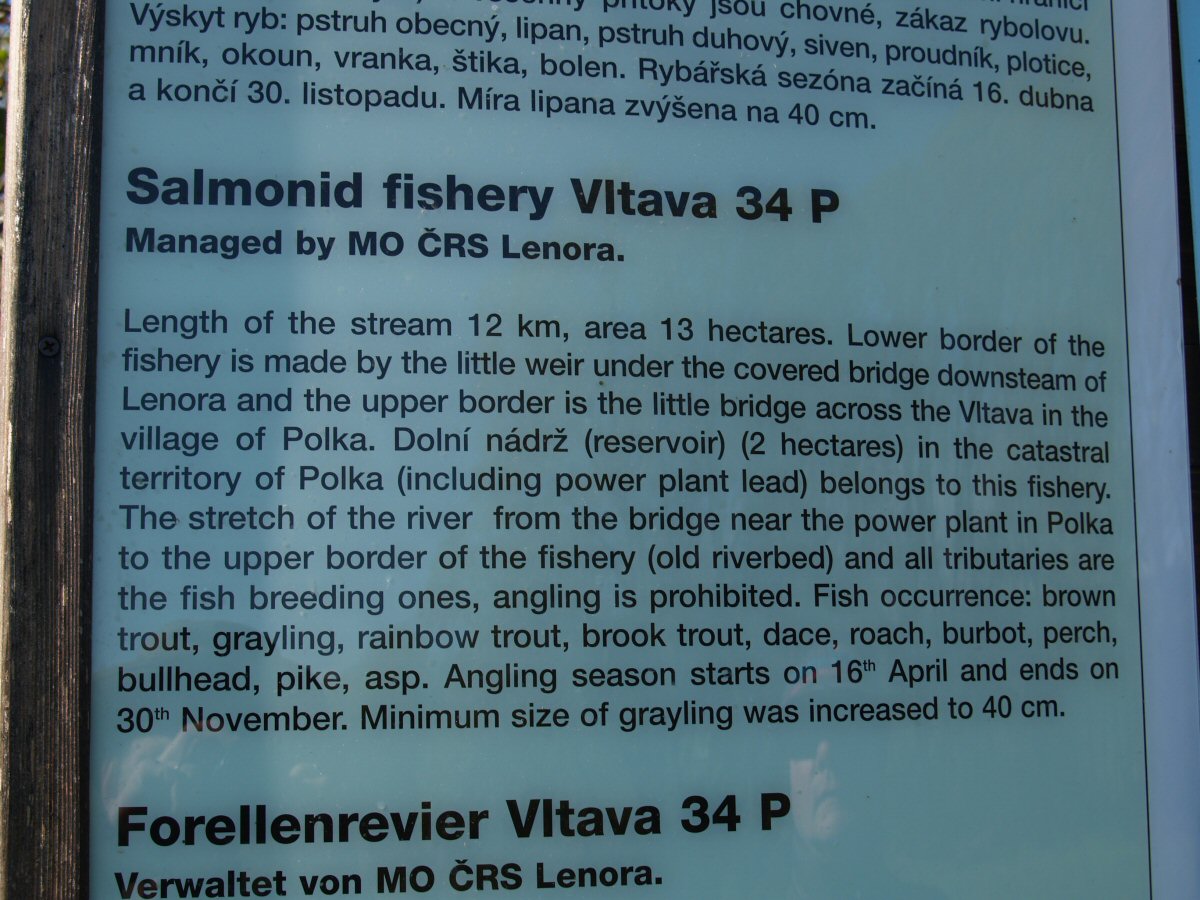 přítoky jsou chovné, zákaz rybolovu.
Výskyt ryb: pstruh obecný, lipan, pstruh duhový, siven, proudník, plotice,
mník, okoun, vranka, štika, bolen. Rybářská sezóna začíná 16. dubna
a končí 30. listopadu. Míra lipana zvýšena na 40 cm.
Salmonid fishery Vltava 34 P
Managed by MO ČRS Lenora.
Length of the stream 12 km, area 13 hectares. Lower border of the
fishery is made by the little weir under the covered bridge downsteam of
Lenora and the upper border is the little bridge across the Vltava in the
village of Polka. Dolní nádrž (reservoir) (2 hectares) in the catastral
territory of Polka (including power plant lead) belongs to this fishery.
The stretch of the river from the bridge near the power plant in Polka
to the upper border of the fishery (old riverbed) and all tributaries are
the fish breeding ones, angling is prohibited. Fish occurrence: brown
trout, grayling, rainbow trout, brook trout, dace, roach, burbot, perch,
bullhead, pike, asp. Angling season starts on 16th April and ends on
30th November. Minimum size of grayling was increased to 40 cm.
Forellenrevier Vltava 34 P
Verwaltet von MO ČRS Lenora.